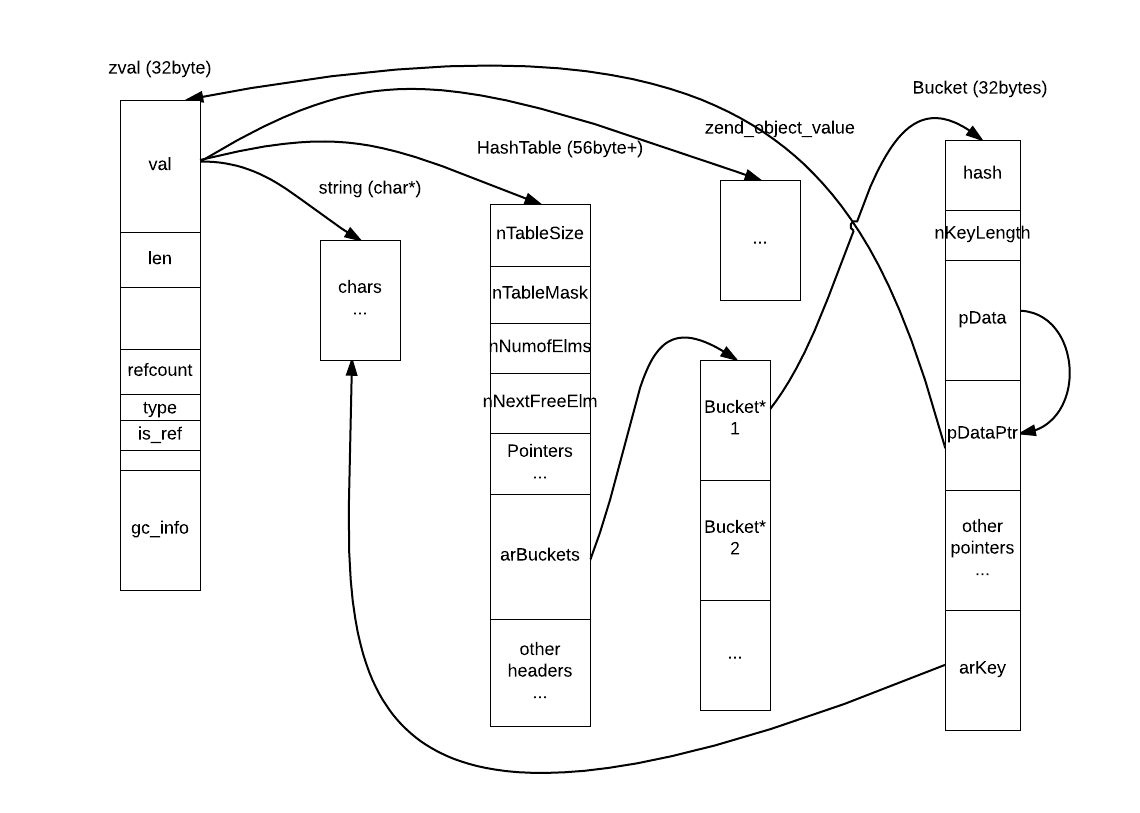 zval (32byte)
val
len
refcount
type
is_ref
gc_info
string (char*)
chars
...
HashTable (56byte+)
nTableSize
nTableMask
nNumofElms
nNextFreeElm
Pointers
...
arBuckets
other
headers
...
zend_object_value
...
Bucket*
1
Bucket*
2
...
Bucket (32bytes)
hash
nKeyLength
pData
pDataPtr
other
pointers
...
arKey